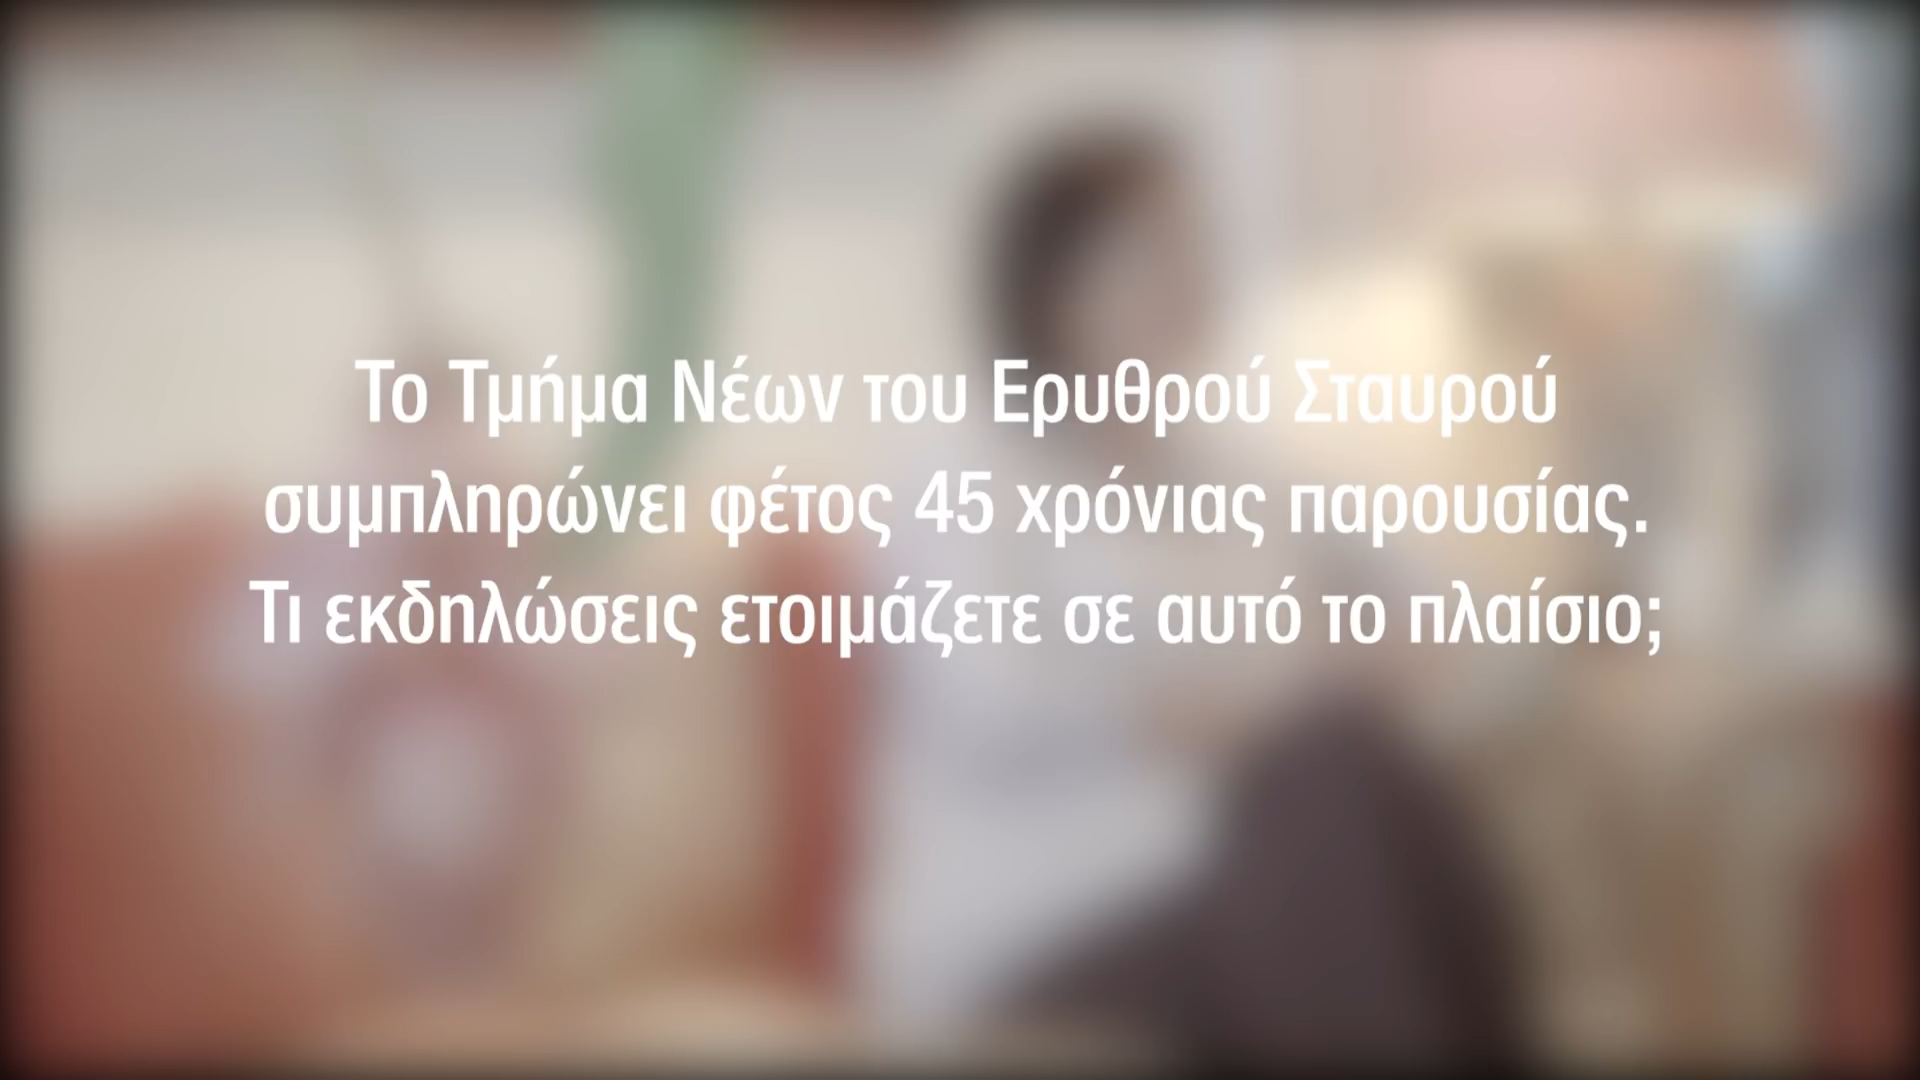 Το Τμήμα Νέων του Ερυθρού Σταυρού
συμπληρώνει φέτος 45 χρόνιας παρουσίας.
Τι εκδηλώσεις ετοιμάζετε σε αυτό το πλαίσιο;